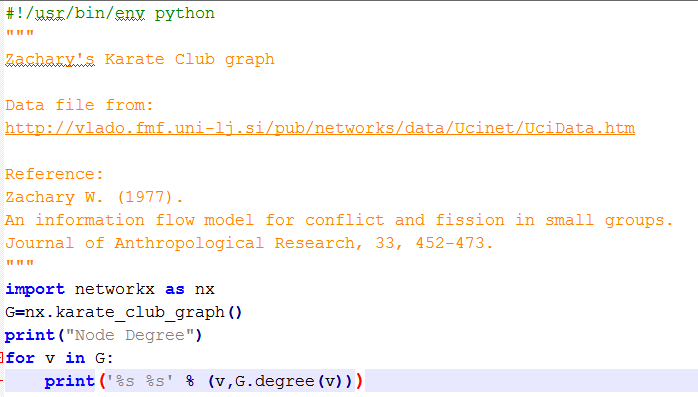 #!/usr/bin/env python
"""
Zachary's Karate Club graph
Data file from:
http://vlado.fmf.uni-lj.si/pub/networks/data/Ucinet/UciData.htm
Reference:
Zachary W. (1977).
An information flow model for conflict and fission in small groups.
Journal of Anthropological Research, 33, 452-473.
"""
import networkx as nx
G=nx.karate_club_graph()
print("Node Degree")
for v in G:
    print('%s %s' % (v,G.degree(v)))